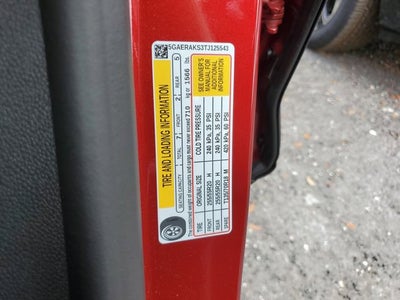 5GAERAKS3TJ125543
TIRE AND LOADING INFORMATION
SEATING CAPACITY TOTAL 7 FRONT 2 REAR 5
The combined weight of occupants and cargo must never exceed 710 kg or 1566 lbs.
TIRE ORIGINAL SIZE COLD TIRE PRESSURE
FRONT 255/55R20 H 240 kPa, 35 PSI
REAR 255/55R20 H 240 kPa, 35 PSI
SPARE T135/70R18 M 420 kPa, 60 PSI
SEE OWNER'S
MANUAL FOR
ADDITIONAL
INFORMATION